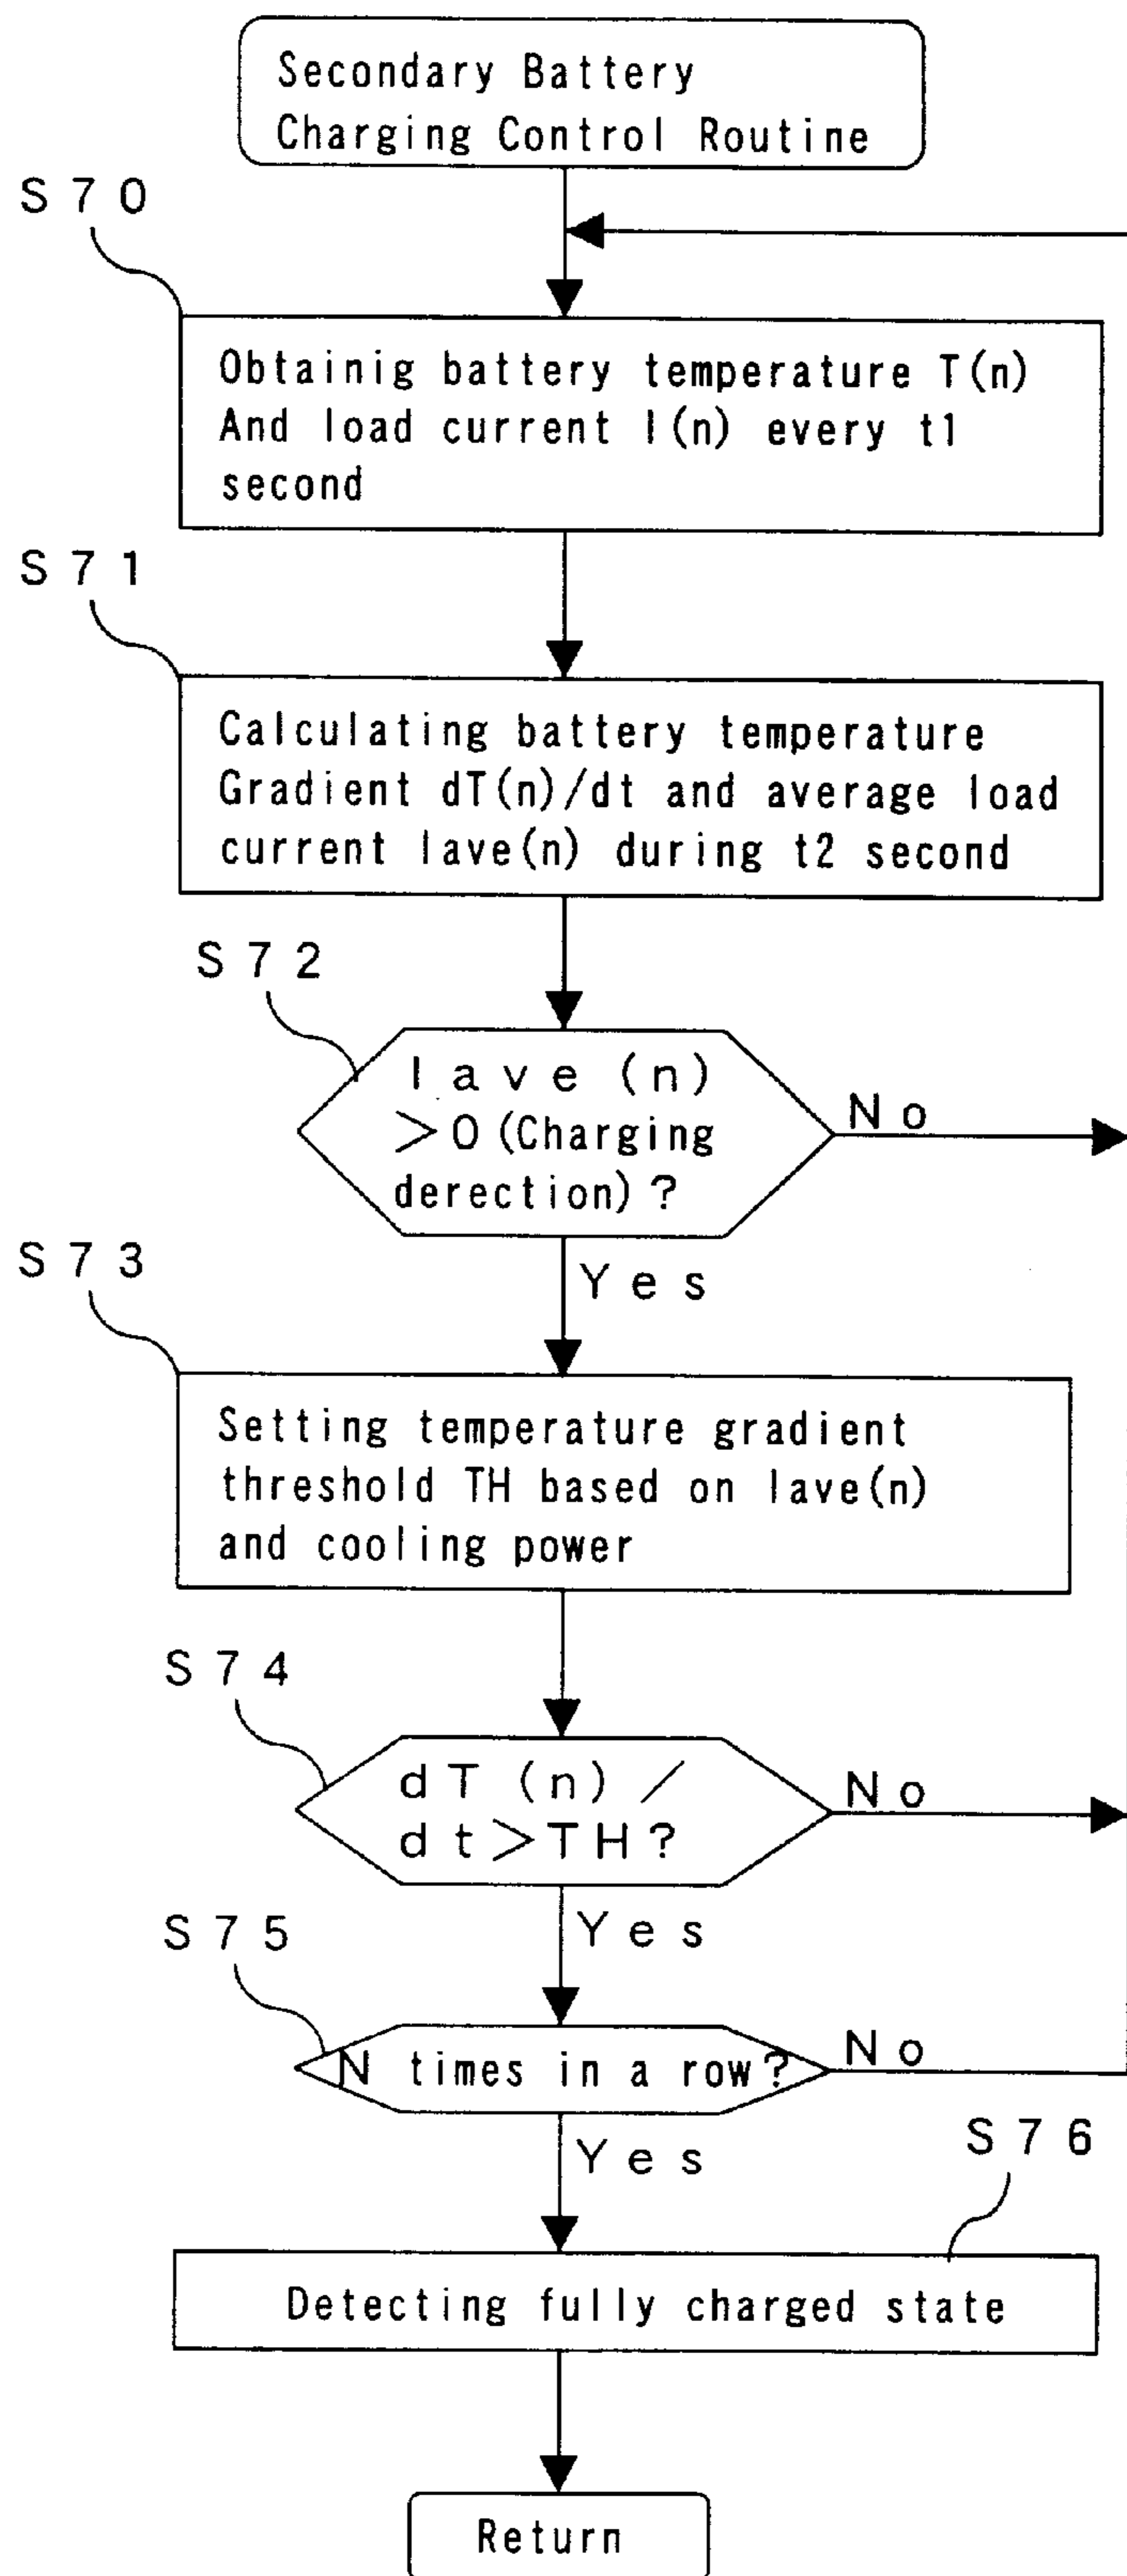 Secondary Battery
Charging Control Routine
S70
Obtainig battery temperature T(n)
And load current I(n) every t1
second
S71
Calculating battery temperature
Gradient dT(n)/dt and average load
current Iave(n) during t2 second
S72
Iave(n)
>0(Charging
derection)?
No
Yes
S73
Setting temperature gradient
threshold TH based on Iave(n)
and cooling power
S74
dT(n)/
dt>TH?
No
Yes
S75
N times in a row?
No
Yes
S76
Detecting fully charged state
Return